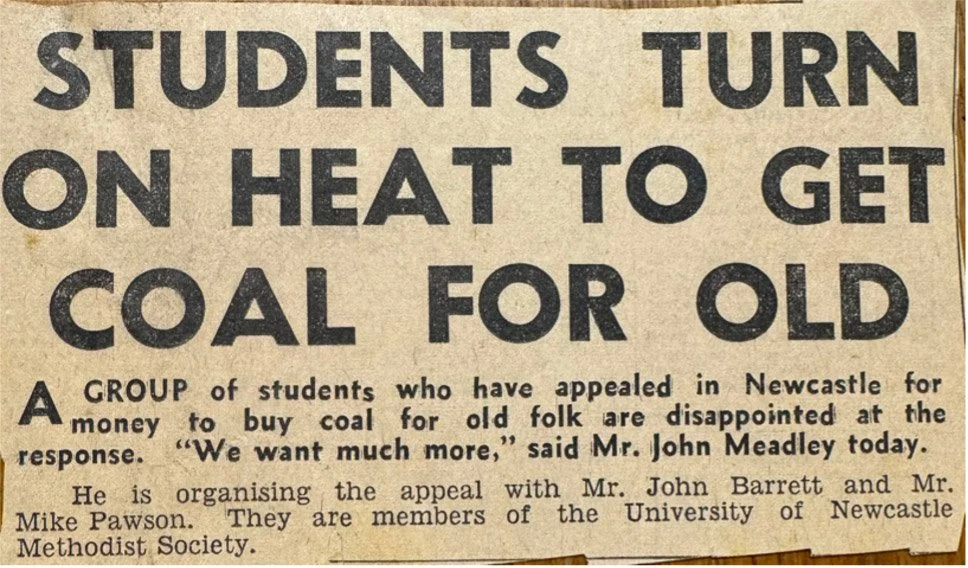 STUDENTS TURN
ON HEAT TO GET
COAL FOR OLD
A GROUP of students who have appealed in Newcastle for
money to buy coal for old folk are disappointed at the
response. "We want much more," said Mr. John Meadley today.
He is organising the appeal with Mr. John Barrett and Mr.
Mike Pawson. They are members of the University of Newcastle
Methodist Society.